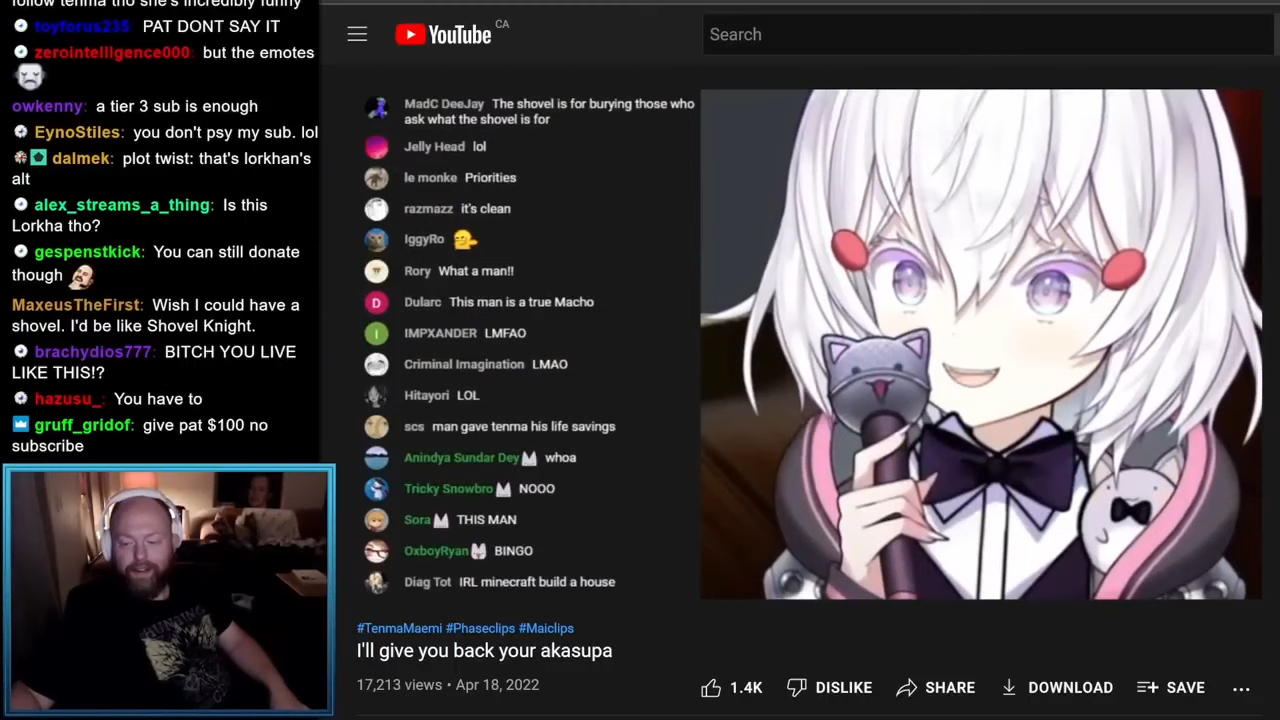 follow tenma tho she's incredibly funny
toyforus235: PAT DONT SAY IT
zerointelligence000: but the emotes
owkenny: a tier 3 sub is enough
EynoStiles: you don't psy my sub. lol
dalmek: plot twist: that's lorkhan's
alt
alex_streams_a_thing: Is this
Lorkha tho?
gespenstkick: You can still donate
though
MaxeusTheFirst: Wish I could have a
shovel. I'd be like Shovel Knight.
brachydios777: BITCH YOU LIVE
LIKE THIS!?
hazusu_: You have to
gruff_gridof: give pat $100 no
subscribe
YouTube CA
Search
MadC DeeJay The shovel is for burying those who
ask what the shovel is for
Jelly Head lol
le monke Priorities
razmazz it's clean
IggyRo
Rory What a man!!
D Dularc This man is a true Macho
I IMPXANDER LMFAO
Criminal Imagination LMAO
Hitayori LOL
scs man gave tenma his life savings
Anindya Sundar Dey whoa
Tricky Snowbro NOOO
Sora THIS MAN
OxboyRyan BINGO
Diag Tot IRL minecraft build a house
#TenmaMaemi #Phaseclips #Maiclips
I'll give you back your akasupa
17,213 views • Apr 18, 2022
1.4K DISLIKE SHARE DOWNLOAD SAVE